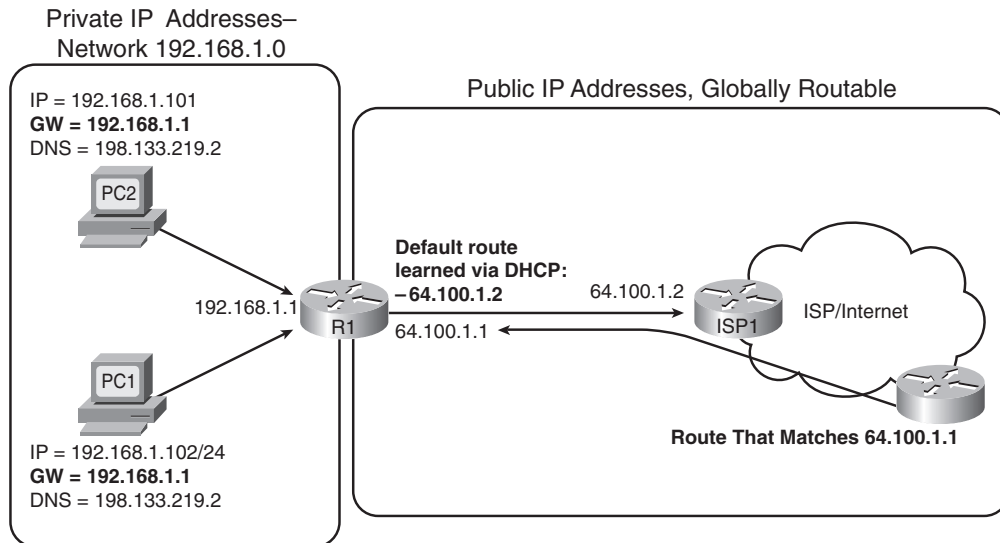 Private IP Addresses–
Network 192.168.1.0
IP = 192.168.1.101
GW = 192.168.1.1
DNS = 198.133.219.2
PC2
192.168.1.1
R1
PC1
IP = 192.168.1.102/24
GW = 192.168.1.1
DNS = 198.133.219.2
Public IP Addresses, Globally Routable
Default route
learned via DHCP:
–64.100.1.2
64.100.1.1
64.100.1.2
ISP1
ISP/Internet
Route That Matches 64.100.1.1